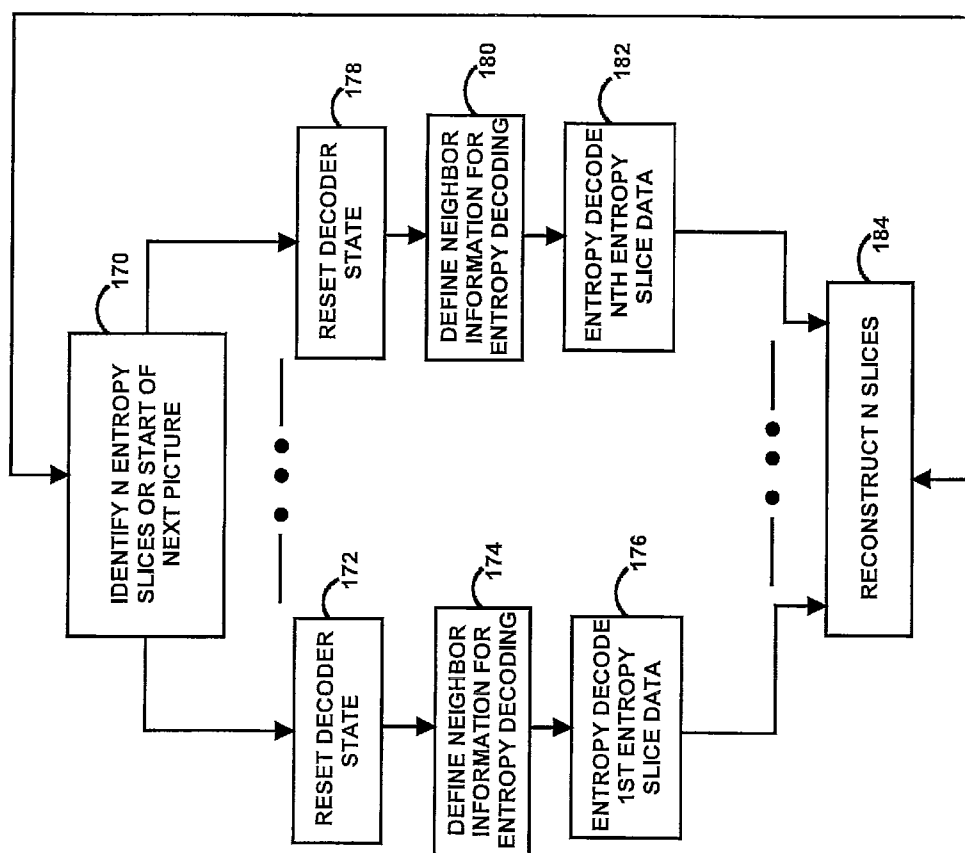 170
IDENTIFY N ENTROPY
SLICES OR START OF
NEXT PICTURE
172
RESET DECODER
STATE
174
DEFINE NEIGHBOR
INFORMATION FOR
ENTROPY DECODING
176
ENTROPY DECODE
1ST ENTROPY
SLICE DATA
178
RESET DECODER
STATE
180
DEFINE NEIGHBOR
INFORMATION FOR
ENTROPY DECODING
182
ENTROPY DECODE
NTH ENTROPY
SLICE DATA
184
RECONSTRUCT N SLICES